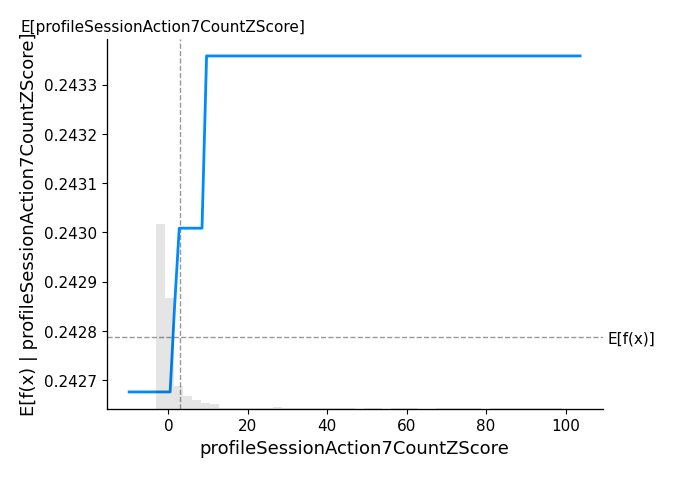 E[profileSessionAction7CountZScore]
E[f(x) | profileSessionAction7CountZScore]
0.2433
0.2432
0.2431
0.2430
0.2429
0.2428
0.2427
E[f(x)]
0 20 40 60 80 100
profileSessionAction7CountZScore